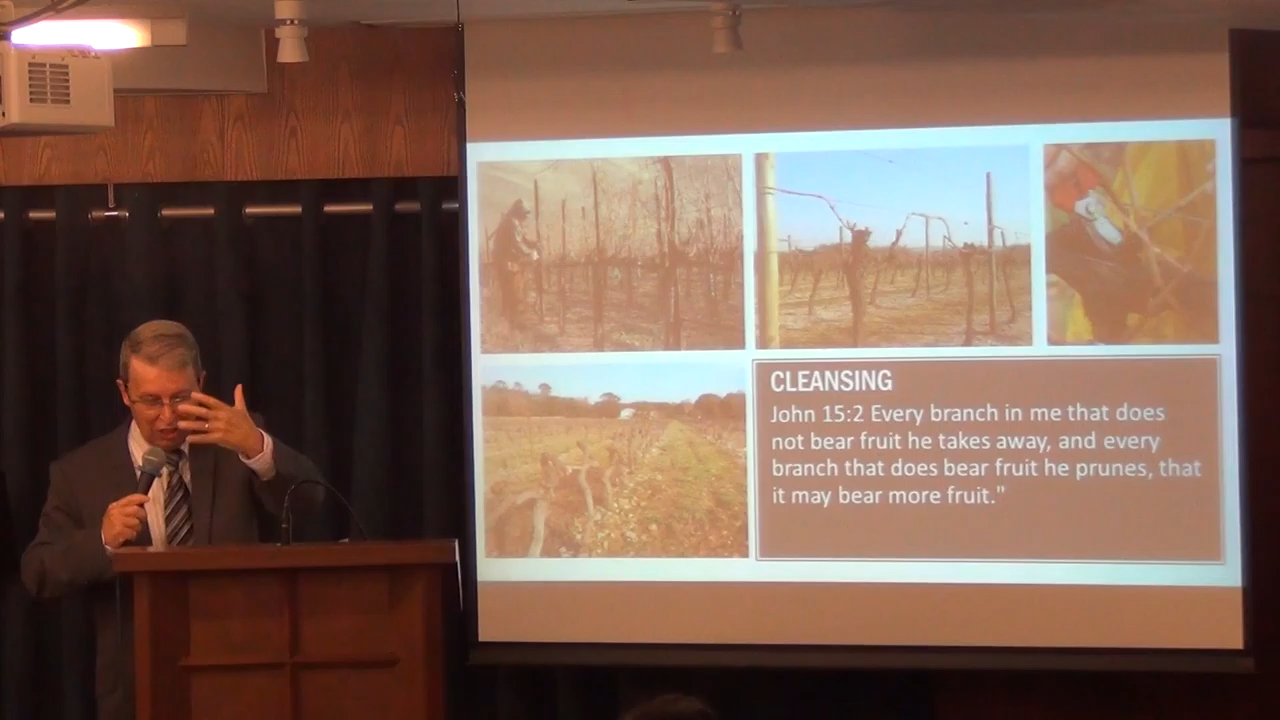 CLEANSING
John 15:2 Every branch in me that does
not bear fruit he takes away, and every
branch that does bear fruit he prunes, that
it may bear more fruit."